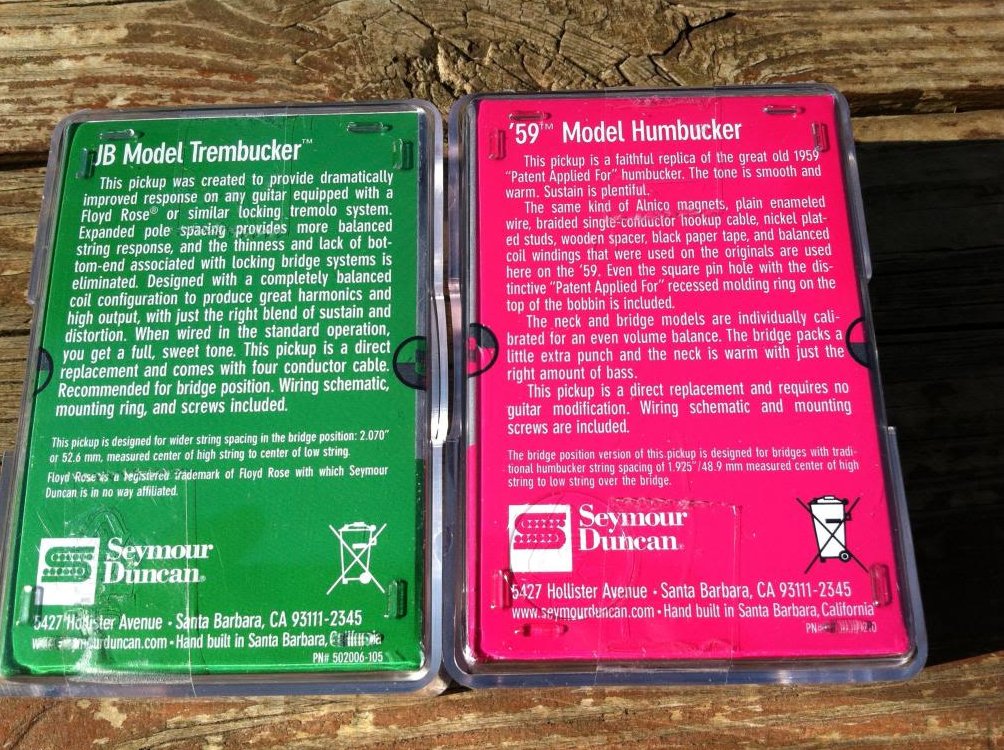 JB Model Trembucker™
This pickup was created to provide dramatically
improved response on any guitar equipped with a
Floyd Rose® or similar locking tremolo system.
Expanded pole spacing provides more balanced
string response, and the thinness and lack of bot-
tom-end associated with locking bridge systems is
eliminated. Designed with a completely balanced
coil configuration to produce great harmonics and
high output, with just the right blend of sustain and
distortion. When wired in the standard operation,
you get a full, sweet tone. This pickup is a direct
replacement and comes with four conductor cable.
Recommended for bridge position. Wiring schematic,
mounting ring, and screws included.
This pickup is designed for wider string spacing in the bridge position: 2.070"
or 52.6 mm, measured center of high string to center of low string.
Floyd Rose is a registered trademark of Floyd Rose with which Seymour
Duncan is in no way affiliated.
Seymour
Duncan®
5427 Hollister Avenue • Santa Barbara, CA 93111-2345
www.seymourduncan.com • Hand built in Santa Barbara, California
PN# 502006-105
'59™ Model Humbucker
This pickup is a faithful replica of the great old 1959
"Patent Applied For" humbucker. The tone is smooth and
warm. Sustain is plentiful.
The same kind of Alnico magnets, plain enameled
wire, braided single-conductor hookup cable, nickel plat-
ed studs, wooden spacer, black paper tape, and balanced
coil windings that were used on the originals are used
here on the '59. Even the square pin hole with the dis-
tinctive "Patent Applied For" recessed molding ring on the
top of the bobbin is included.
The neck and bridge models are individually cali-
brated for an even volume balance. The bridge packs a
little extra punch and the neck is warm with just the
right amount of bass.
This pickup is a direct replacement and requires no
guitar modification. Wiring schematic and mounting
screws are included.
The bridge position version of this pickup is designed for bridges with tradi-
tional humbucker string spacing of 1.925"/48.9 mm measured center of high
string to low string over the bridge.
Seymour
Duncan®
5427 Hollister Avenue • Santa Barbara, CA 93111-2345
www.seymourduncan.com • Hand built in Santa Barbara, California
PN#